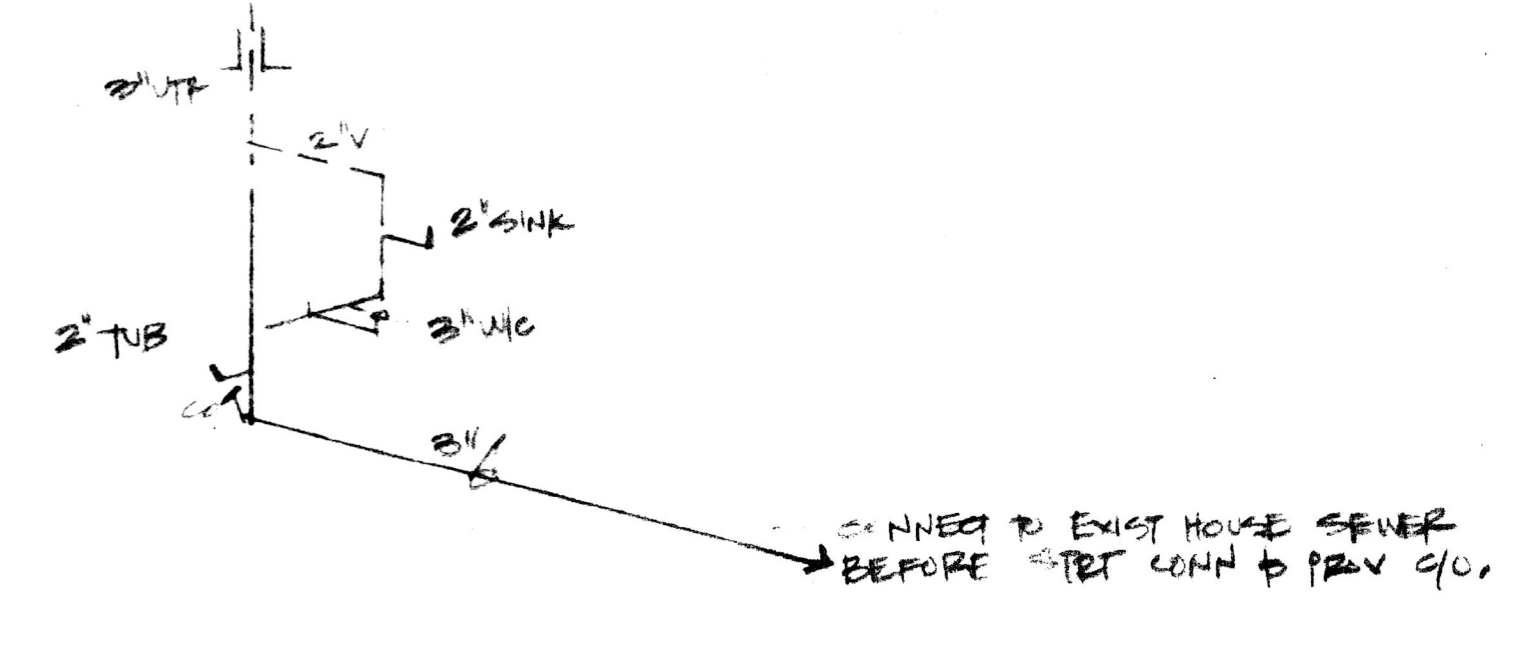 3" VTR
2"V
2" SINK
2" TUB
3" W/C
CO
3"
CONNECT TO EXIST HOUSE SEWER
BEFORE STRT CONN & PROV C/O.